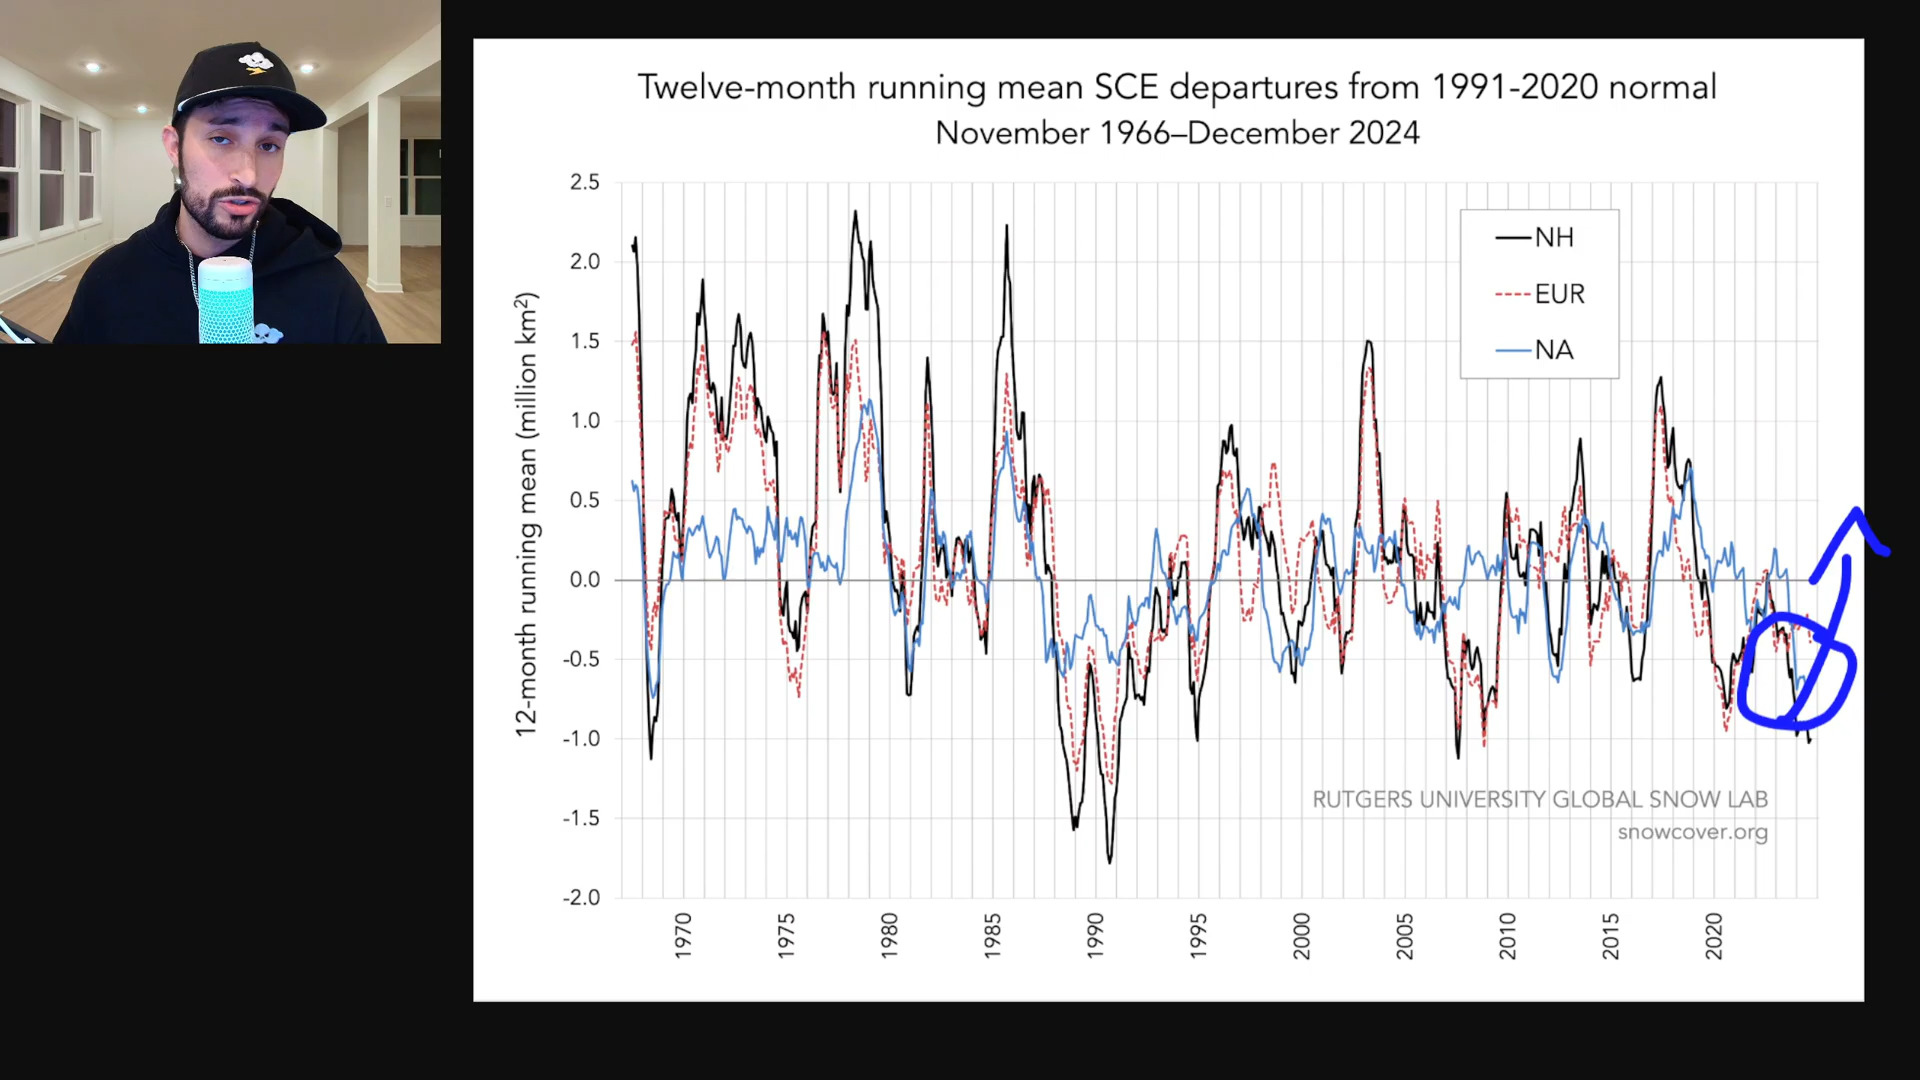 Twelve-month running mean SCE departures from 1991-2020 normal
November 1966–December 2024
12-month running mean (million km²)
2.5
2.0
1.5
1.0
0.5
0.0
-0.5
-1.0
-1.5
-2.0
NH
EUR
NA
RUTGERS UNIVERSITY GLOBAL SNOW LAB
snowcover.org
1970
1975
1980
1985
1990
1995
2000
2005
2010
2015
2020